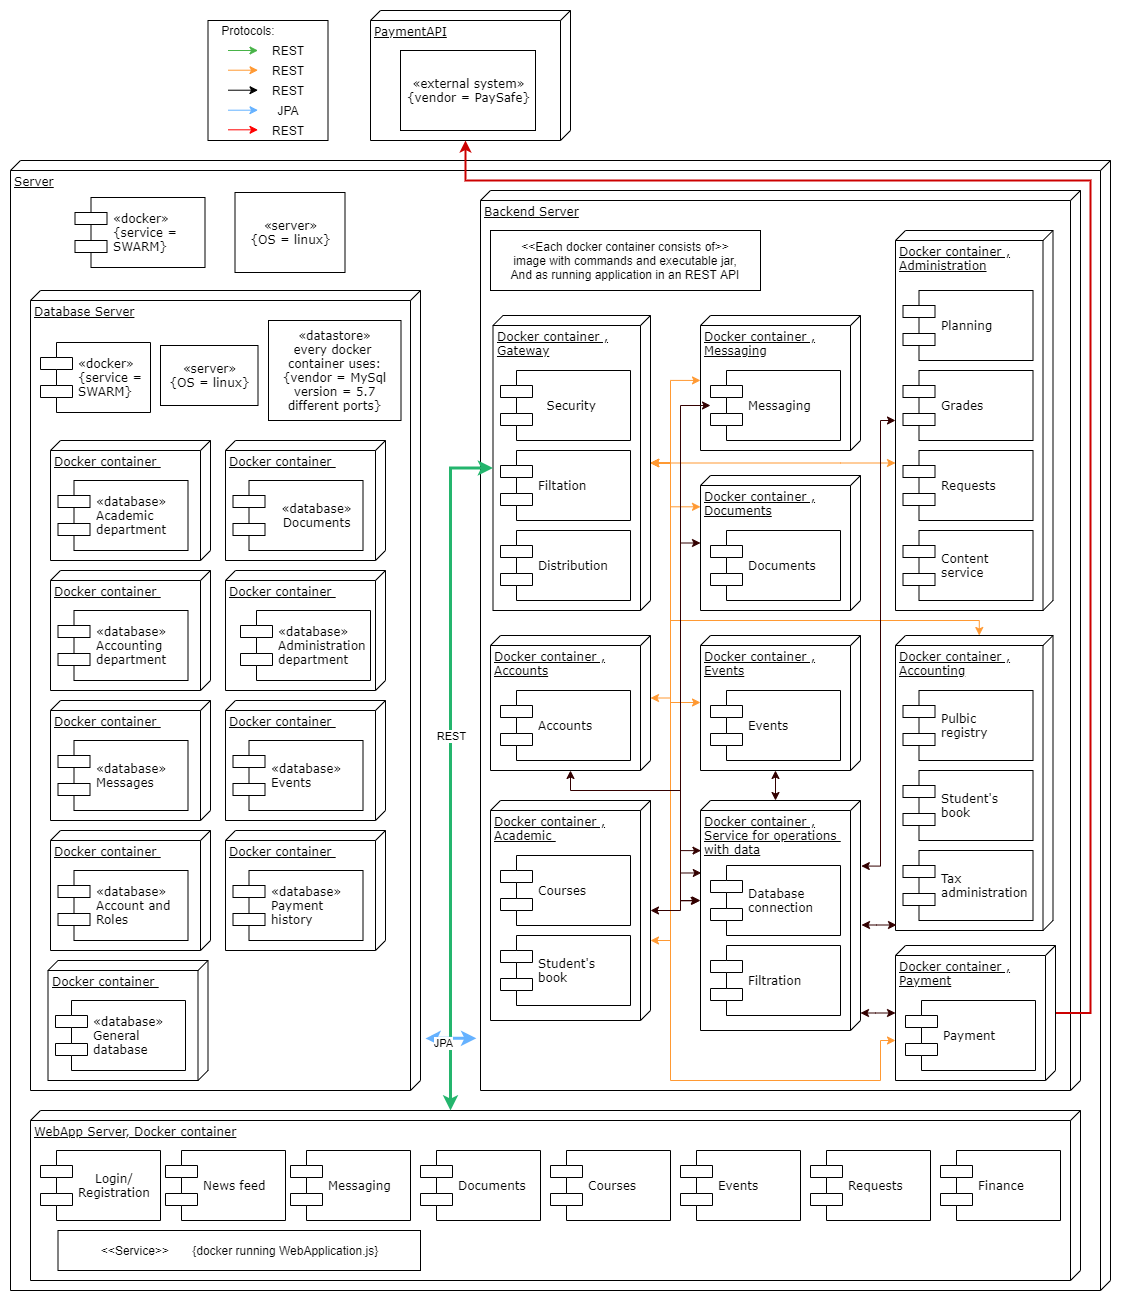 Protocols:
REST
REST
REST
JPA
REST
PaymentAPI
«external system»
{vendor = PaySafe}
Server
«docker»
{service =
SWARM}
«server»
{OS = linux}
Database Server
«docker»
{service =
SWARM}
«server»
{OS = linux}
«datastore»
every docker
container uses:
{vendor = MySql
version = 5.7
different ports}
Docker container
«database»
Academic
department
Docker container
«database»
Documents
Docker container
«database»
Accounting
department
Docker container
«database»
Administration
department
Docker container
«database»
Messages
Docker container
«database»
Events
Docker container
«database»
Account and
Roles
Docker container
«database»
Payment
history
Docker container
«database»
General
database
REST
JPA
Backend Server
<<Each docker container consists of>>
image with commands and executable jar,
And as running application in an REST API
Docker container ,
Gateway
Security
Filtation
Distribution
Docker container ,
Messaging
Messaging
Docker container ,
Administration
Planning
Grades
Requests
Content
service
Docker container ,
Documents
Documents
Docker container ,
Accounts
Accounts
Docker container ,
Events
Events
Docker container ,
Accounting
Pulbic
registry
Student's
book
Tax
administration
Docker container ,
Academic
Courses
Student's
book
Docker container ,
Service for operations
with data
Database
connection
Filtration
Docker container ,
Payment
Payment
WebApp Server, Docker container
Login/
Registration
News feed
Messaging
Documents
Courses
Events
Requests
Finance
<<Service>> {docker running WebApplication.js}